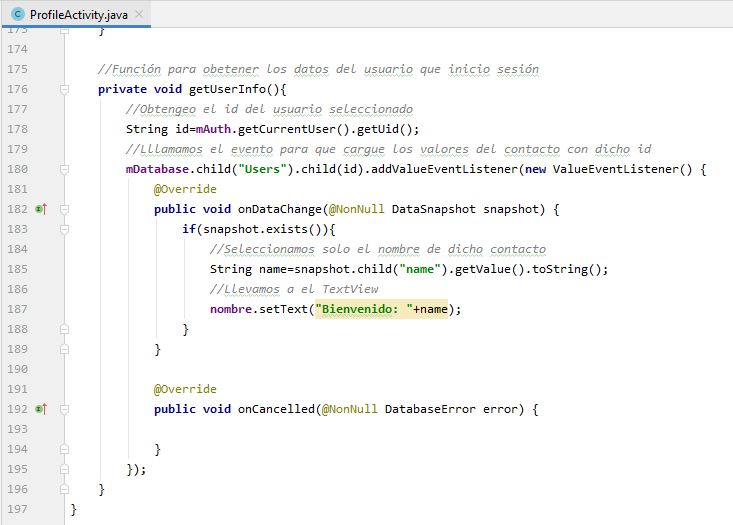 ProfileActivity.java
173 }
174
175 //Función para obetener los datos del usuario que inicio sesión
176 private void getUserInfo(){
177 //Obtengeo el id del usuario seleccionado
178 String id=mAuth.getCurrentUser().getUid();
179 //Lllamamos el evento para que cargue los valores del contacto con dicho id
180 mDatabase.child("Users").child(id).addValueEventListener(new ValueEventListener() {
181 @Override
182 public void onDataChange(@NonNull DataSnapshot snapshot) {
183 if(snapshot.exists()){
184 //Seleccionamos solo el nombre de dicho contacto
185 String name=snapshot.child("name").getValue().toString();
186 //Llevamos a el TextView
187 nombre.setText("Bienvenido: "+name);
188 }
189 }
190
191 @Override
192 public void onCancelled(@NonNull DatabaseError error) {
193
194 }
195 });
196 }
197 }